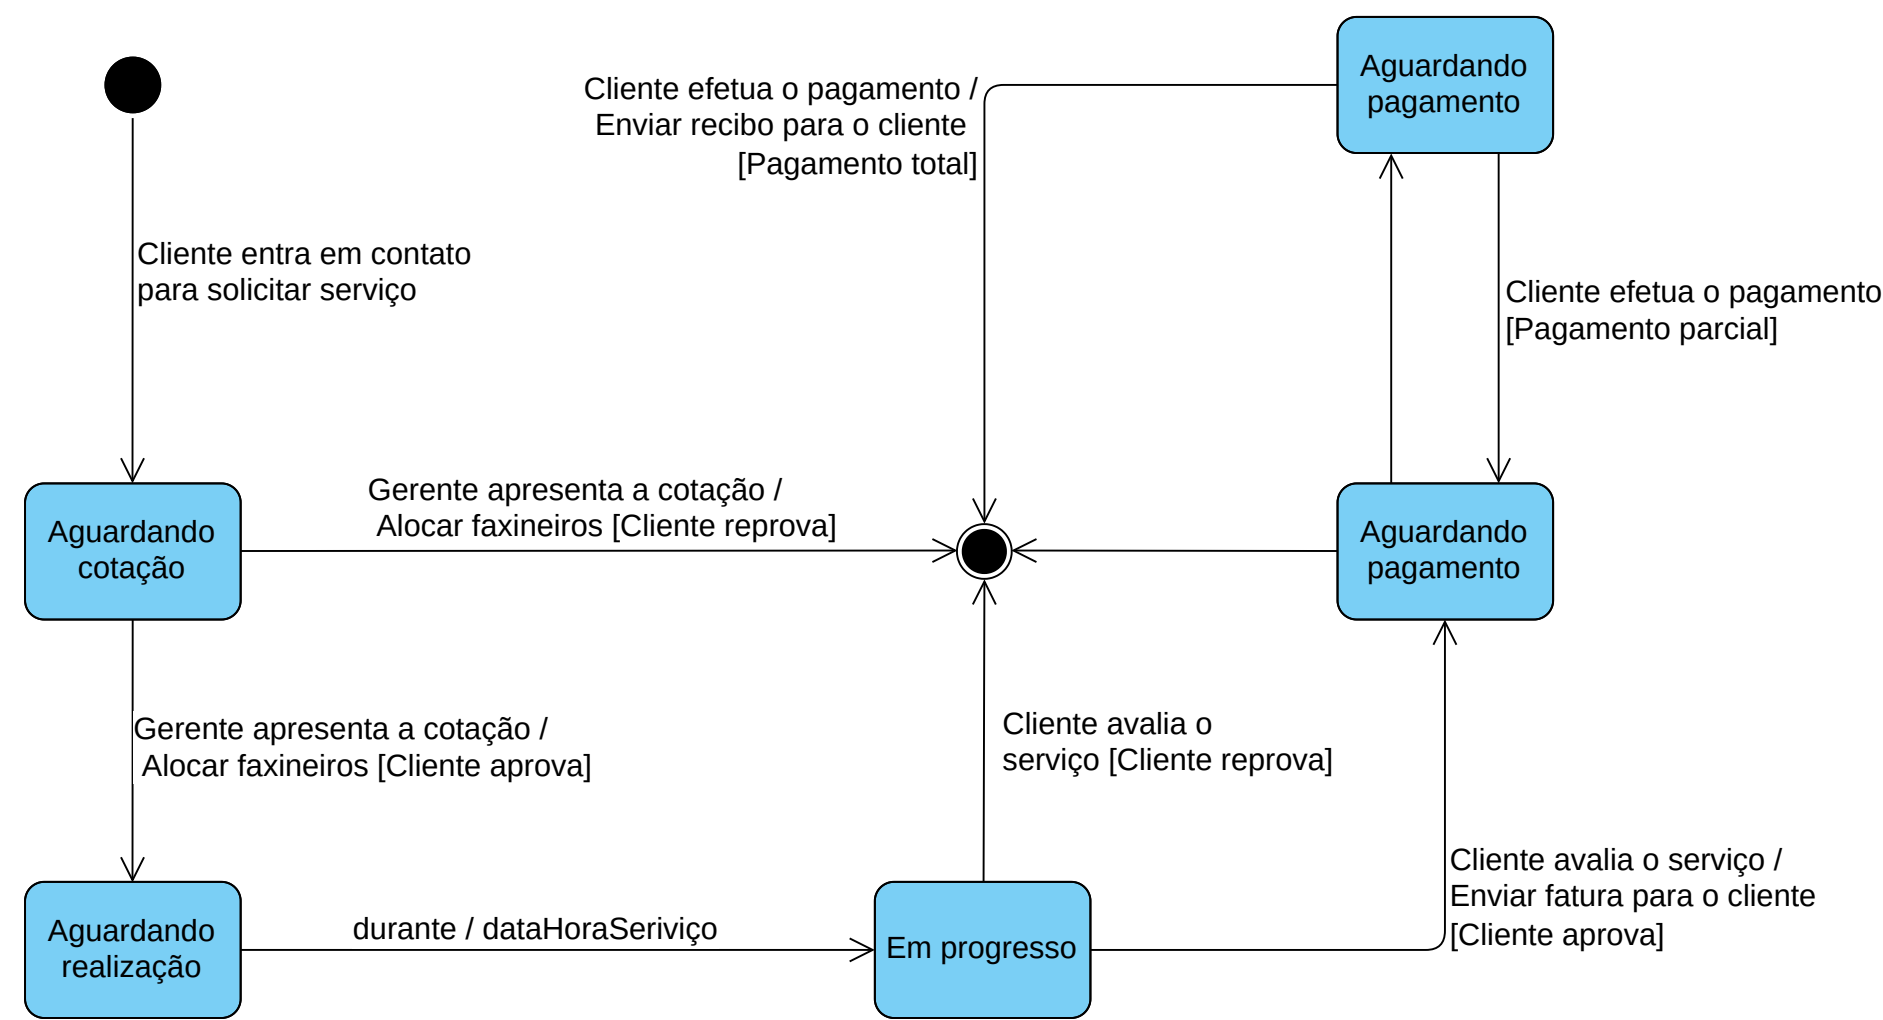 Aguardando
pagamento
Cliente efetua o pagamento /
Enviar recibo para o cliente
[Pagamento total]
Cliente entra em contato
para solicitar serviço
Cliente efetua o pagamento
[Pagamento parcial]
Gerente apresenta a cotação /
Alocar faxineiros [Cliente reprova]
Aguardando
cotação
Aguardando
pagamento
Gerente apresenta a cotação /
Alocar faxineiros [Cliente aprova]
Cliente avalia o
serviço [Cliente reprova]
Cliente avalia o serviço /
Enviar fatura para o cliente
[Cliente aprova]
Aguardando
realização
durante / dataHoraSeriviço
Em progresso